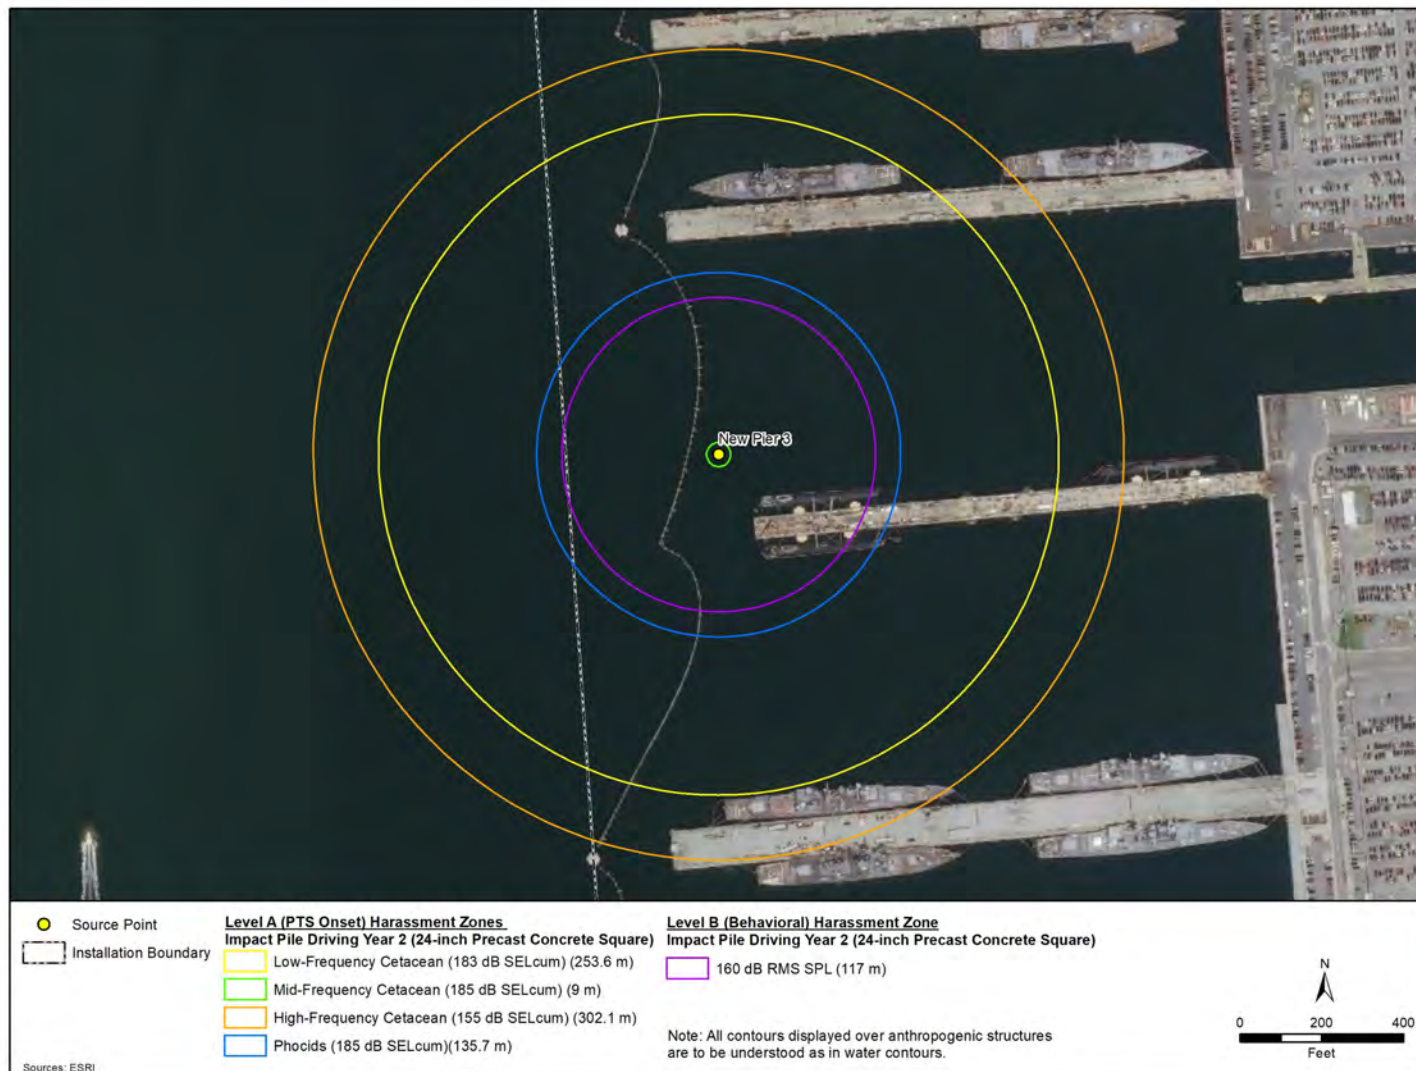 New Pier 3
Source Point
Installation Boundary
Level A (PTS Onset) Harassment Zones
Impact Pile Driving Year 2 (24-inch Precast Concrete Square)
Low-Frequency Cetacean (183 dB SELcum) (253.6 m)
Mid-Frequency Cetacean (185 dB SELcum) (9 m)
High-Frequency Cetacean (155 dB SELcum) (302.1 m)
Phocids (185 dB SELcum)(135.7 m)
Level B (Behavioral) Harassment Zone
Impact Pile Driving Year 2 (24-inch Precast Concrete Square)
160 dB RMS SPL (117 m)
Note: All contours displayed over anthropogenic structures
are to be understood as in water contours.
N
0 200 400
Feet
Sources: ESRI